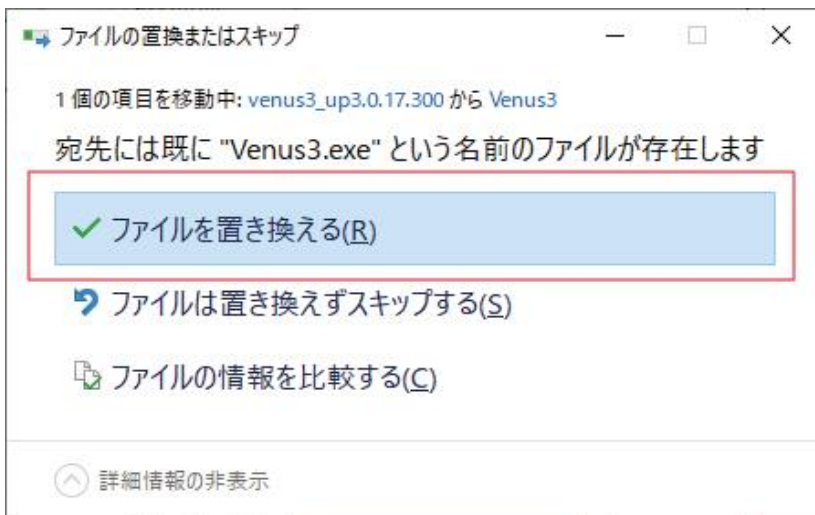 ファイルの置換またはスキップ
1 個の項目を移動中: venus3_up3.0.17.300 から Venus3
宛先には既に "Venus3.exe" という名前のファイルが存在します
ファイルを置き換える(R)
ファイルは置き換えずスキップする(S)
ファイルの情報を比較する(C)
詳細情報の非表示